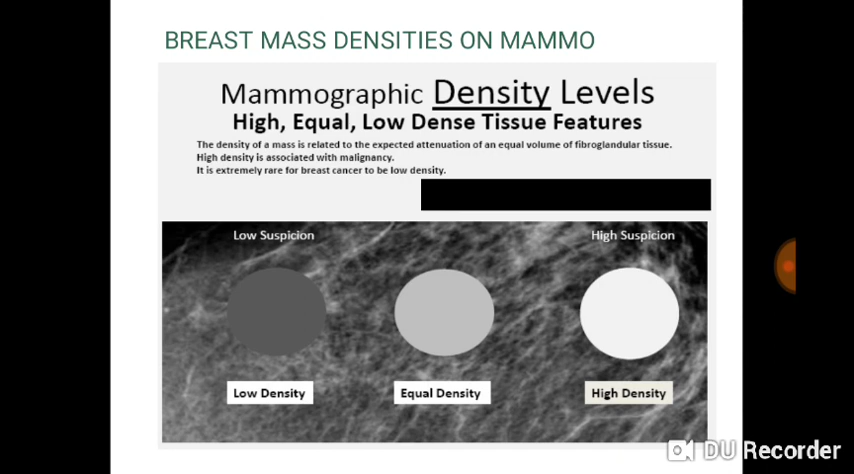 BREAST MASS DENSITIES ON MAMMO
Mammographic Density Levels
High, Equal, Low Dense Tissue Features
The density of a mass is related to the expected attenuation of an equal volume of fibroglandular tissue.
High density is associated with malignancy.
It is extremely rare for breast cancer to be low density.
Low Suspicion High Suspicion
Low Density Equal Density High Density
DU Recorder